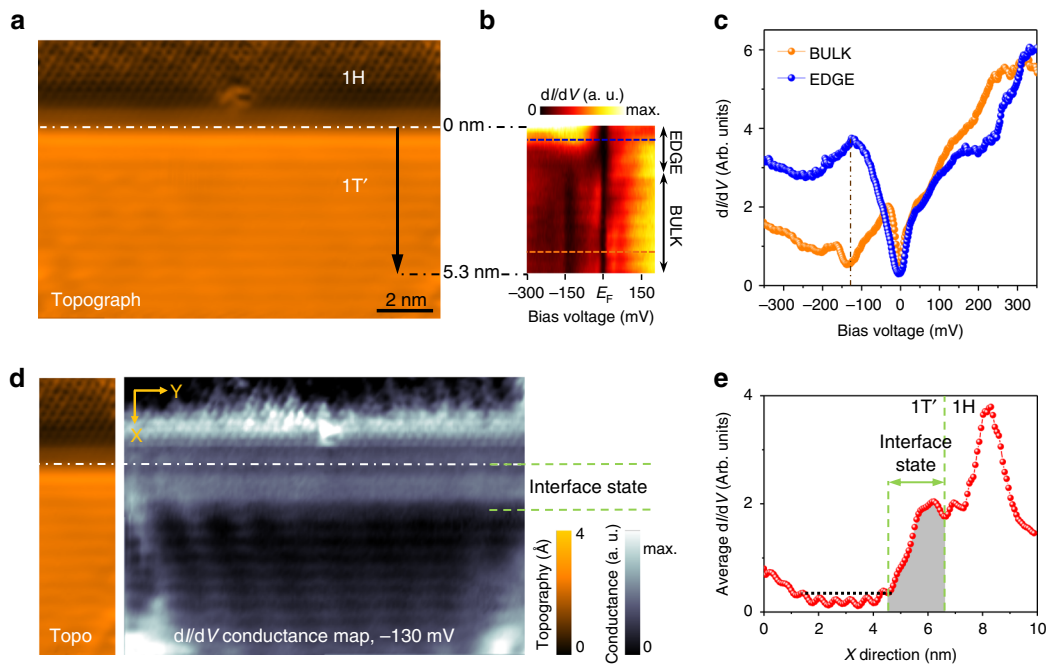 a
1H
1T′
Topograph
2 nm
0 nm
5.3 nm
b
dI/dV (a. u.)
0 max.
EDGE
BULK
−300 −150 EF 150
Bias voltage (mV)
c
BULK
EDGE
dI/dV (Arb. units)
6
4
2
0
−300 −200 −100 0 100 200 300
Bias voltage (mV)
d
Y
X
Topo
dI/dV conductance map, −130 mV
Interface state
Topography (Å)
4
0
Conductance (a. u.)
max.
0
e
1T′ 1H
Interface
state
Average dI/dV (Arb. units)
4
2
0
0 2 4 6 8 10
X direction (nm)